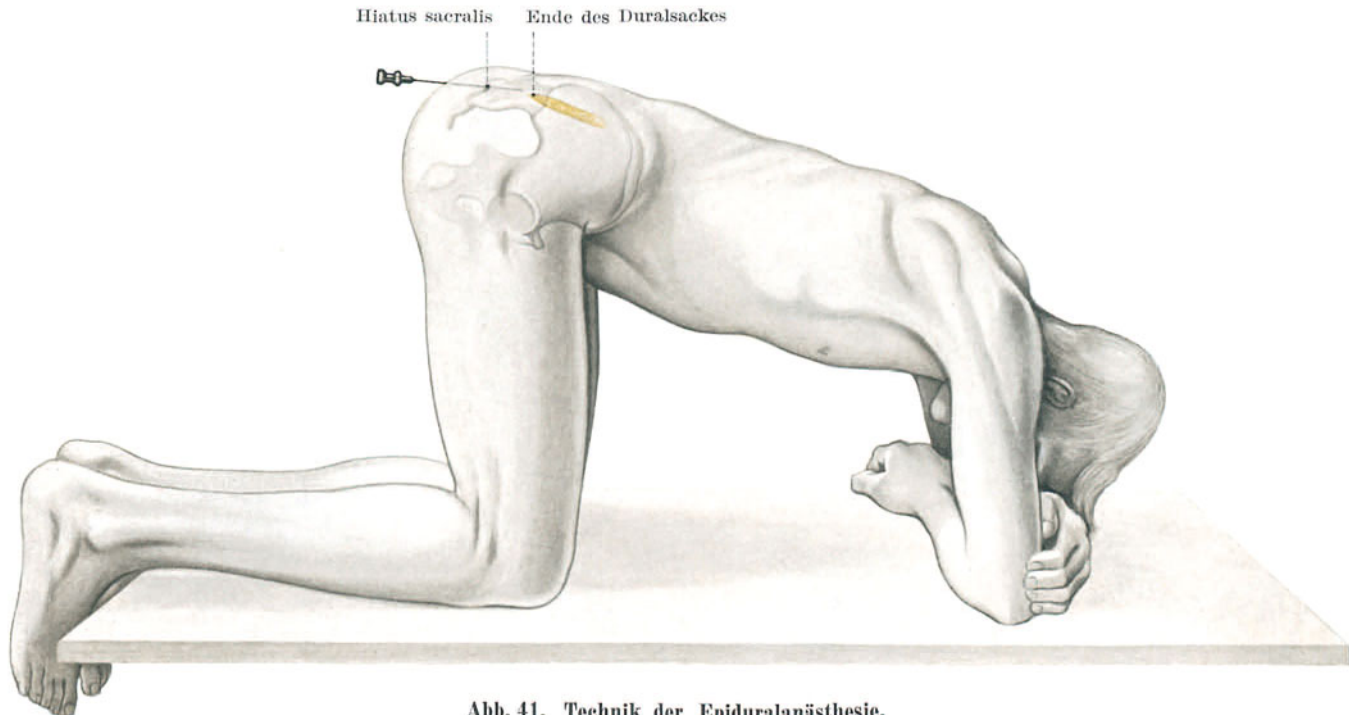 Hiatus sacralis Ende des Duralsackes
Abb. 41. Technik der Epiduralanästhesie.